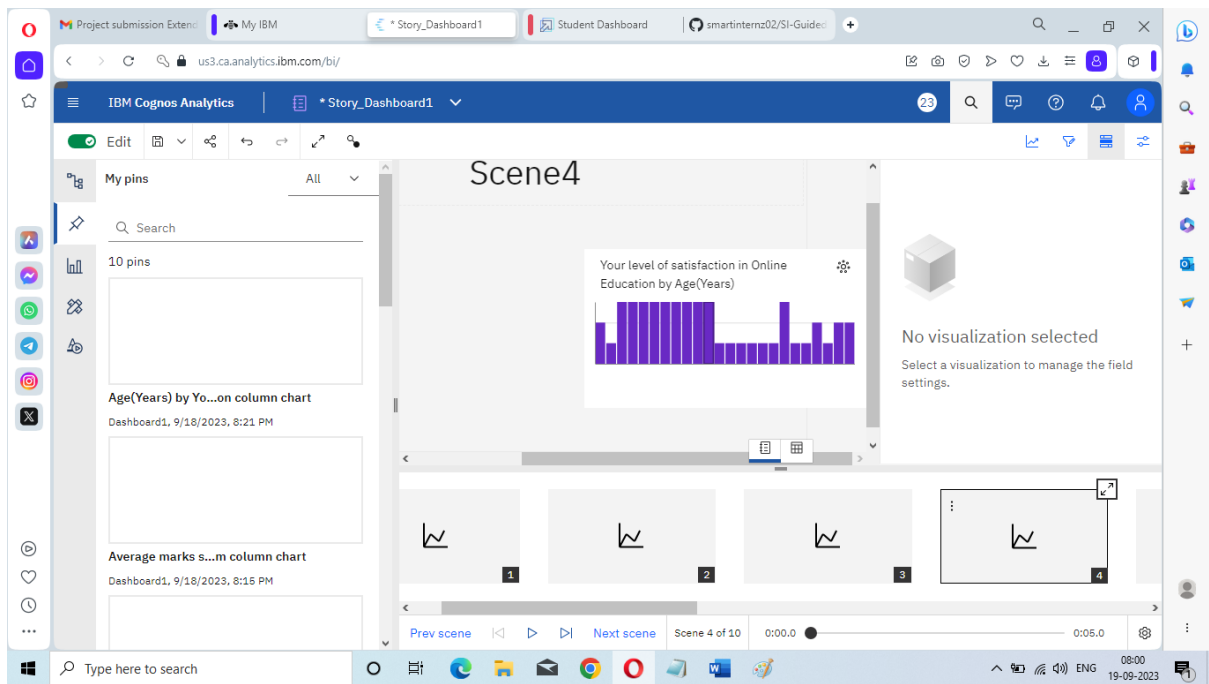 Project submission Extend
My IBM
* Story_Dashboard1
Student Dashboard
smartinternz02/SI-Guided
us3.ca.analytics.ibm.com/bi/
IBM Cognos Analytics
* Story_Dashboard1
23
Edit
My pins
All
Search
10 pins
Age(Years) by Yo...on column chart
Dashboard1, 9/18/2023, 8:21 PM
Average marks s...m column chart
Dashboard1, 9/18/2023, 8:15 PM
Scene4
Your level of satisfaction in Online
Education by Age(Years)
No visualization selected
Select a visualization to manage the field
settings.
1
2
3
4
Prev scene
Next scene
Scene 4 of 10
0:00.0
0:05.0
Type here to search
ENG
08:00
19-09-2023
1